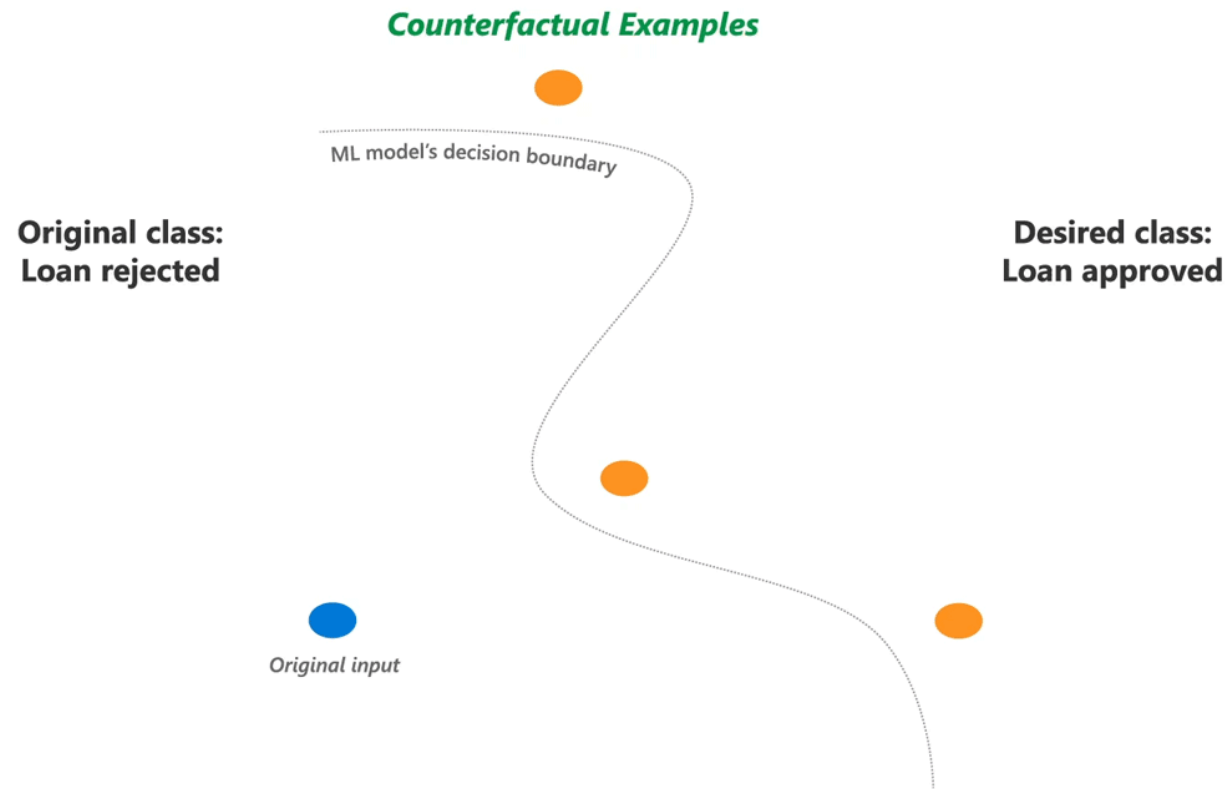 Counterfactual Examples
ML model's decision boundary
Original class:
Loan rejected
Desired class:
Loan approved
Original input